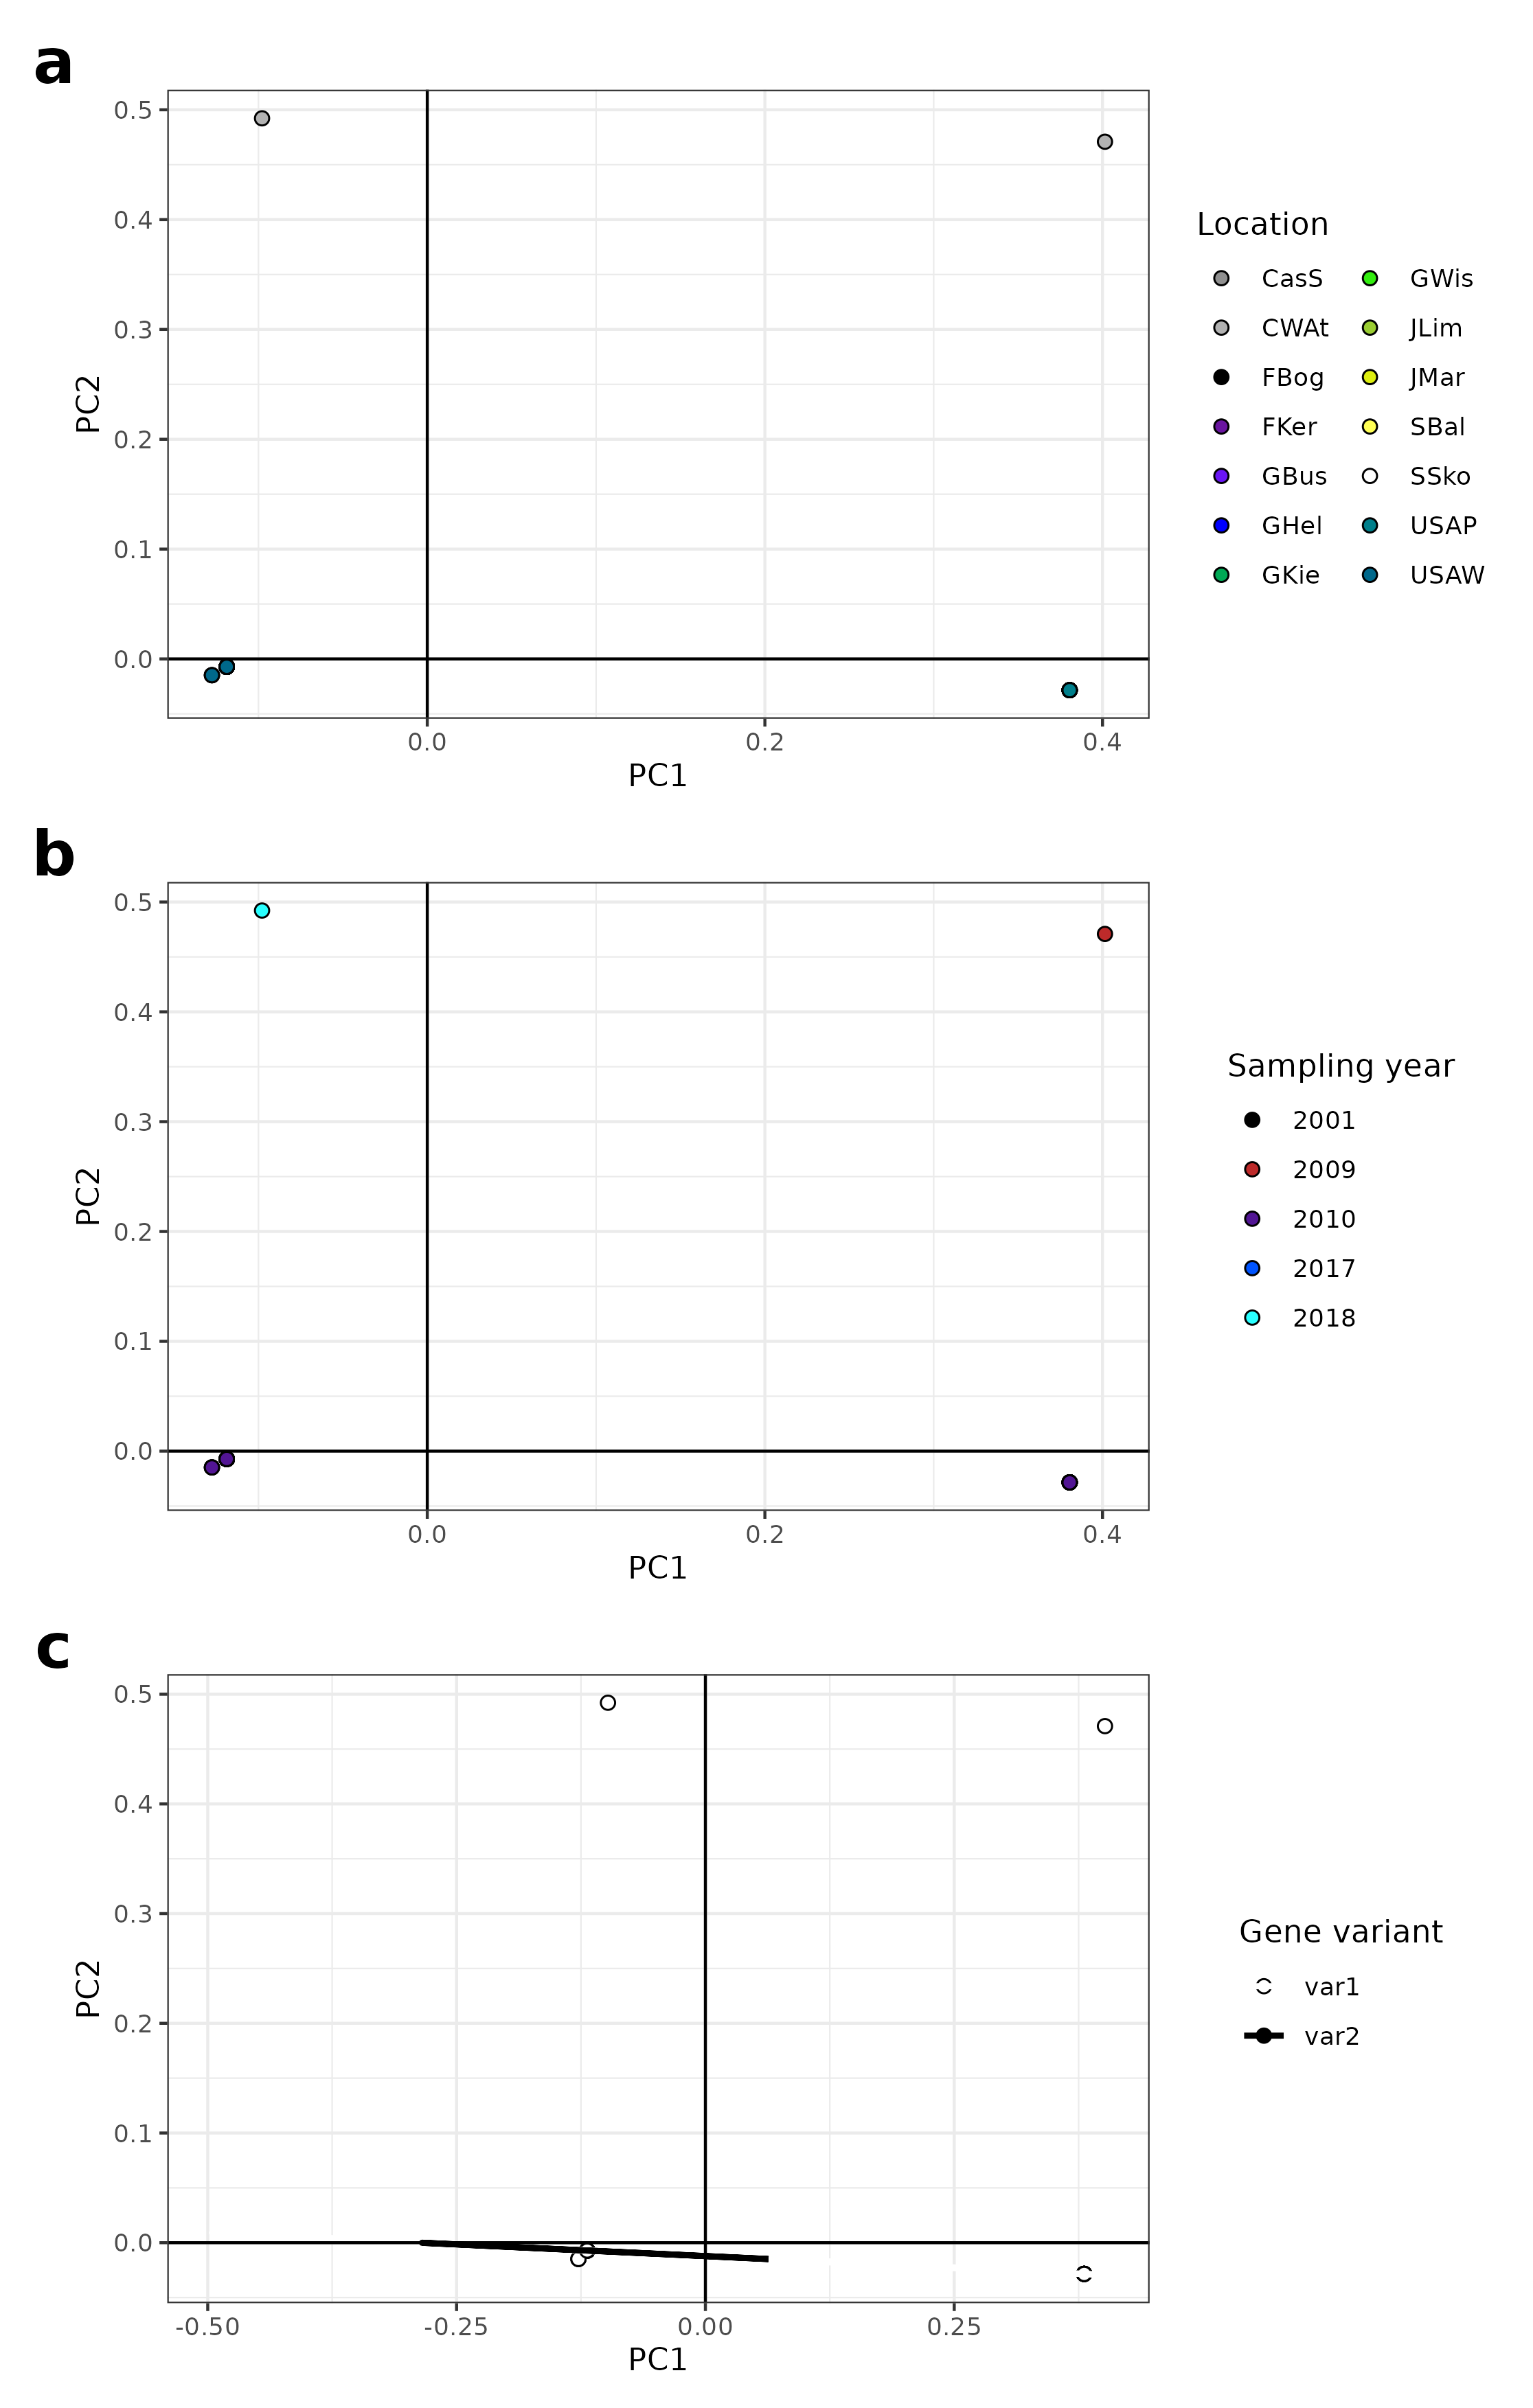 a
0.5
0.4
0.3
0.2
0.1
0.0
PC2
0.0 0.2 0.4
PC1
Location
CasS GWis
CWAt JLim
FBog JMar
FKer SBal
GBus SSko
GHel USAP
GKie USAW
b
0.5
0.4
0.3
0.2
0.1
0.0
PC2
0.0 0.2 0.4
PC1
Sampling year
2001
2009
2010
2017
2018
c
0.5
0.4
0.3
0.2
0.1
0.0
PC2
-0.50 -0.25 0.00 0.25
PC1
Gene variant
var1
var2